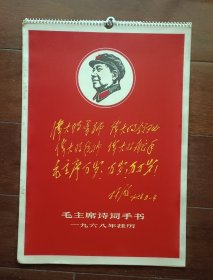 伟大的导师 伟大的领袖
伟大的统帅 伟大的舵手
毛主席万岁！万岁！万万岁！
林彪
毛主席诗词手书
一九六八年挂历